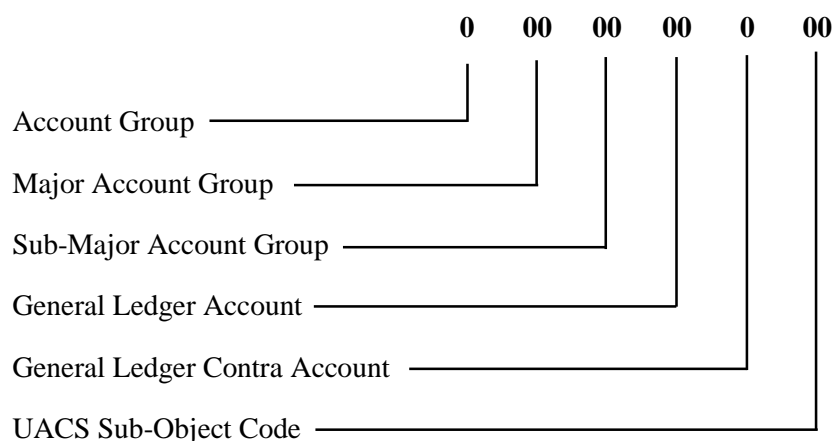 0 00 00 00 0 00
Account Group
Major Account Group
Sub-Major Account Group
General Ledger Account
General Ledger Contra Account
UACS Sub-Object Code